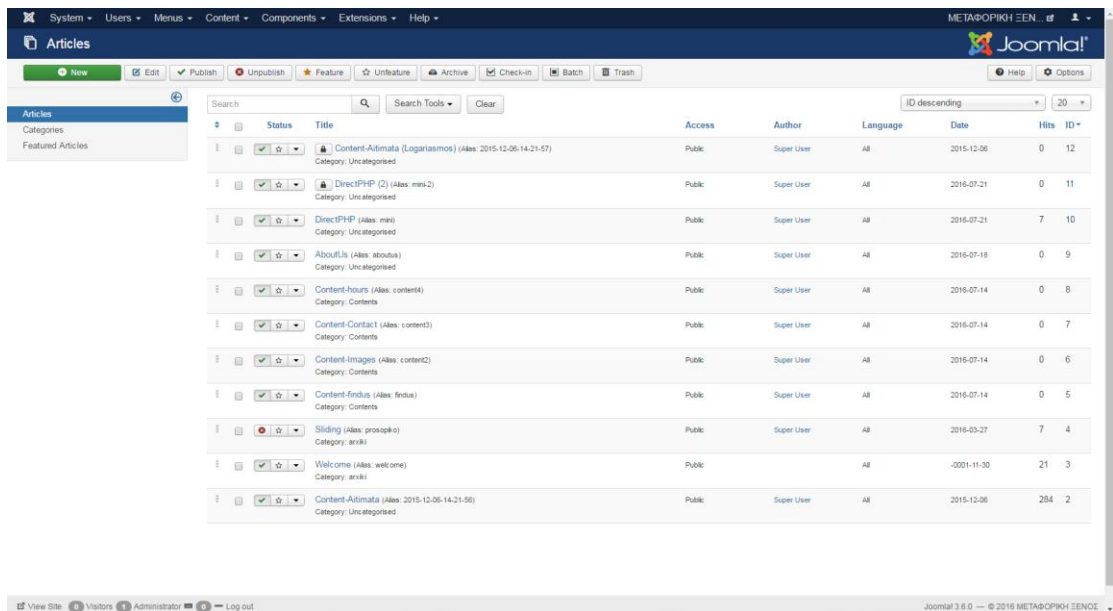 System Users Menus Content Components Extensions Help ΜΕΤΑΦΟΡΙΚΗ ΞΕΝ...
Articles Joomla!
New Edit Publish Unpublish Feature Unfeature Archive Check-in Batch Trash Help Options
Search Search Tools Clear ID descending 20
Articles
Categories
Featured Articles
Status Title Access Author Language Date Hits ID
Content-Aitimata (Logariasmos) (Alias: 2015-12-06-14-21-57) Public Super User All 2015-12-06 0 12
Category: Uncategorised
DirectPHP (2) (Alias: mini-2) Public Super User All 2016-07-21 0 11
Category: Uncategorised
DirectPHP (Alias: mini) Public Super User All 2016-07-21 7 10
Category: Uncategorised
AboutUs (Alias: aboutus) Public Super User All 2016-07-18 0 9
Category: Uncategorised
Content-hours (Alias: content4) Public Super User All 2016-07-14 0 8
Category: Contents
Content-Contact (Alias: content3) Public Super User All 2016-07-14 0 7
Category: Contents
Content-Images (Alias: content2) Public Super User All 2016-07-14 0 6
Category: Contents
Content-findus (Alias: findus) Public Super User All 2016-07-14 0 5
Category: Contents
Sliding (Alias: prosopiko) Public Super User All 2016-03-27 7 4
Category: arxiki
Welcome (Alias: welcome) Public All -0001-11-30 21 3
Category: arxiki
Content-Aitimata (Alias: 2015-12-06-14-21-56) Public Super User All 2015-12-06 284 2
Category: Uncategorised
View Site 0 Visitors 1 Administrator 0 Log out Joomla! 3.6.0 — © 2016 ΜΕΤΑΦΟΡΙΚΗ ΞΕΝΟΣ